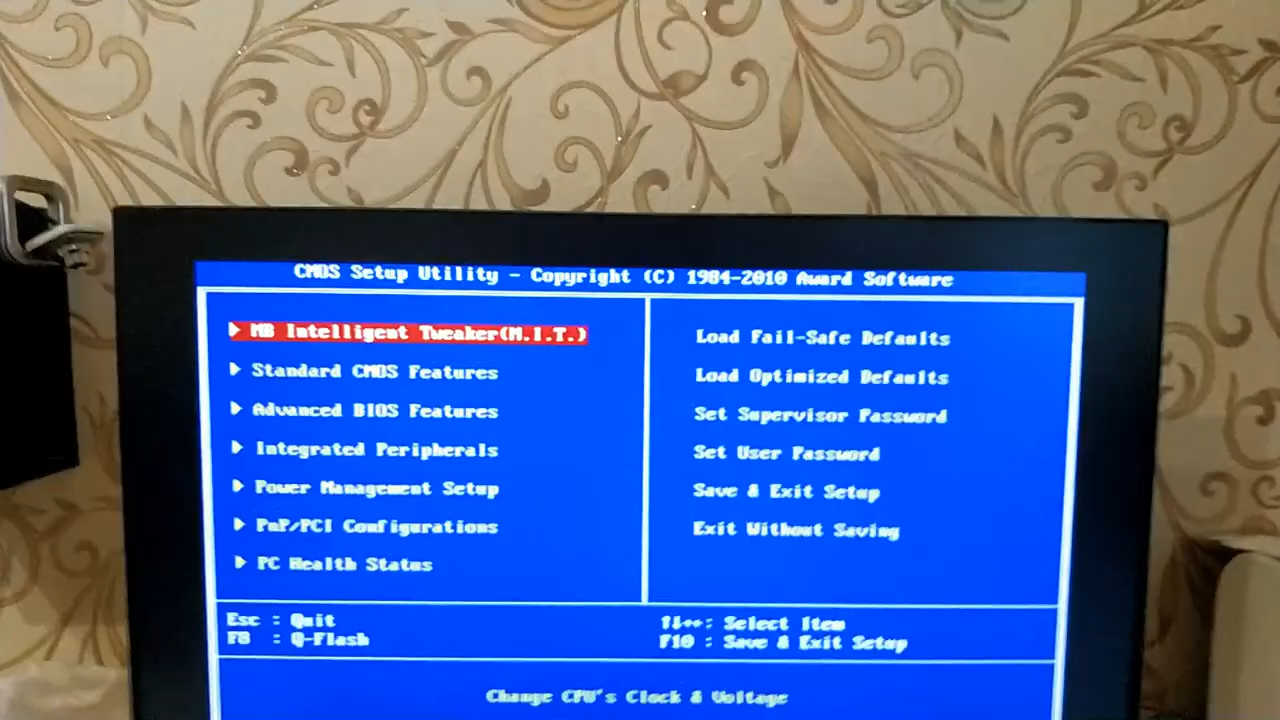 CMOS Setup Utility - Copyright (C) 1984-2010 Award Software
MB Intelligent Tweaker(M.I.T.)
Standard CMOS Features
Advanced BIOS Features
Integrated Peripherals
Power Management Setup
PnP/PCI Configurations
PC Health Status
Load Fail-Safe Defaults
Load Optimized Defaults
Set Supervisor Password
Set User Password
Save & Exit Setup
Exit Without Saving
Esc : Quit
F8 : Q-Flash
↑↓→←: Select Item
F10 : Save & Exit Setup
Change CPU's Clock & Voltage